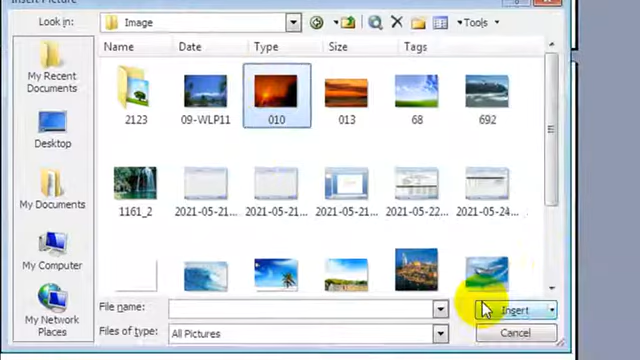 Insert Picture
Look in: Image Tools
Name Date Type Size Tags
My Recent Documents
Desktop
My Documents
My Computer
My Network Places
2123 09-WLP11 010 013 68 692
1161_2 2021-05-21... 2021-05-21... 2021-05-21... 2021-05-22... 2021-05-24...
File name: Insert
Files of type: All Pictures Cancel